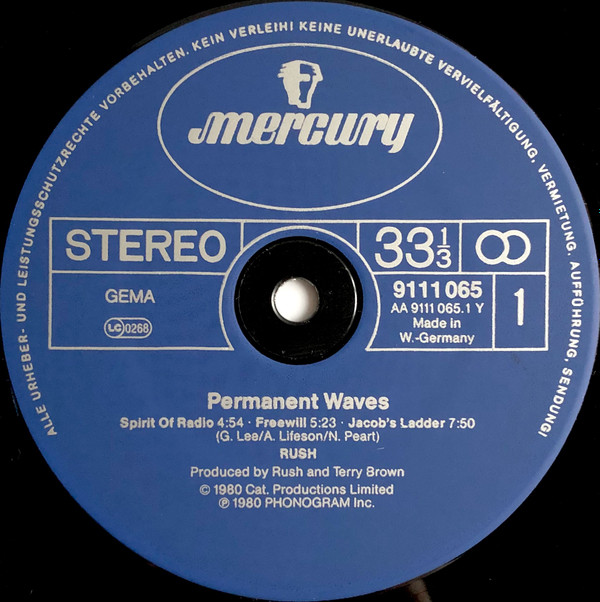 ALLE URHEBER- UND LEISTUNGSSCHUTZRECHTE VORBEHALTEN. KEIN VERLEIH! KEINE UNERLAUBTE VERVIELFÄLTIGUNG, VERMIETUNG, AUFFÜHRUNG, SENDUNG!
mercury
STEREO
33 1/3
GEMA
LC 0268
9111 065
AA 9111 065.1 Y
Made in
W.-Germany
1
Permanent Waves
Spirit Of Radio 4:54 · Freewill 5:23 · Jacob's Ladder 7:50
(G. Lea/A. Lifeson/N. Peart)
RUSH
Produced by Rush and Terry Brown
© 1980 Cat. Productions Limited
℗ 1980 PHONOGRAM Inc.